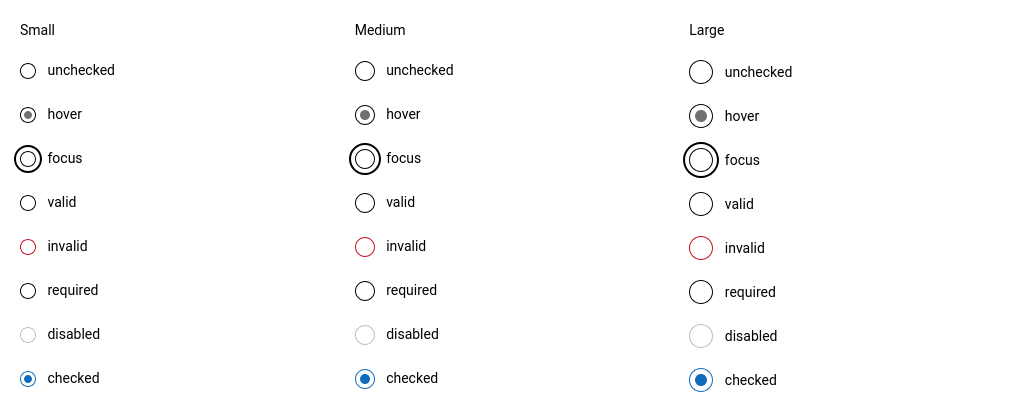 Small
unchecked
hover
focus
valid
invalid
required
disabled
checked
Medium
unchecked
hover
focus
valid
invalid
required
disabled
checked
Large
unchecked
hover
focus
valid
invalid
required
disabled
checked